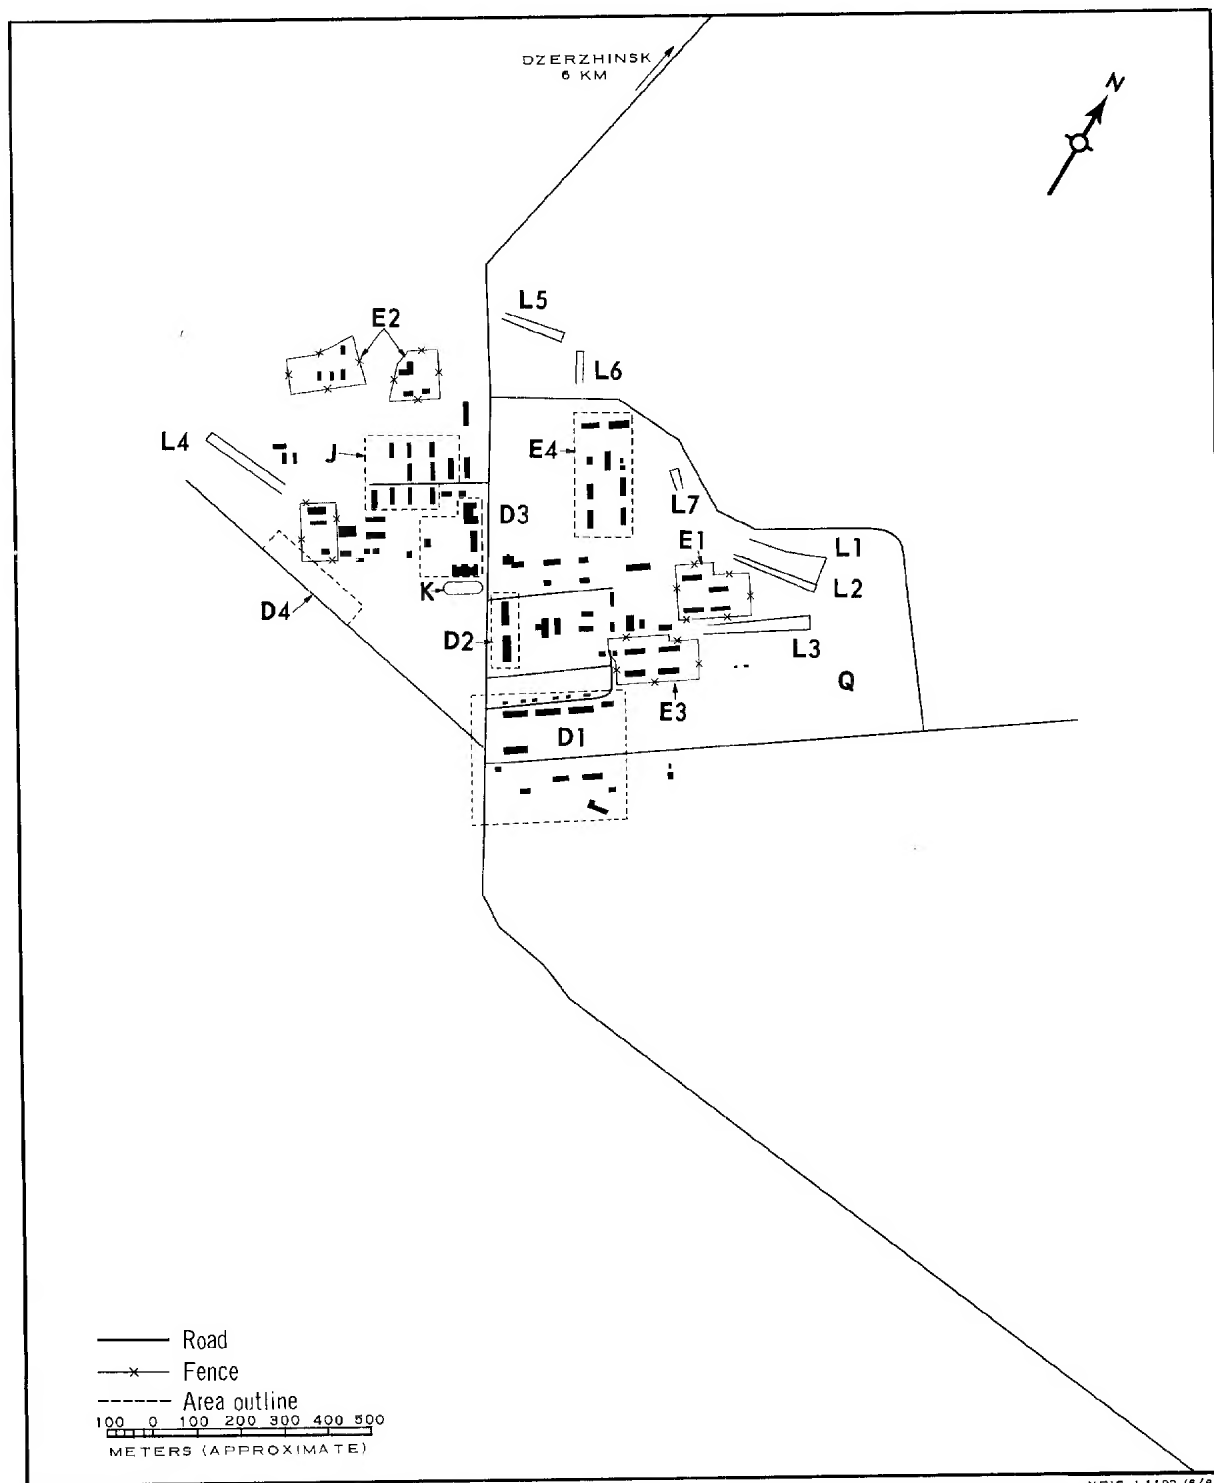 DZERZHINSK
6 KM
N
L5
E2
L6
L4
J
E4
L7
D3
E1
L1
L2
K
D4
D2
L3
Q
E3
D1
Road
Fence
Area outline
100 0 100 200 300 400 500
METERS (APPROXIMATE)